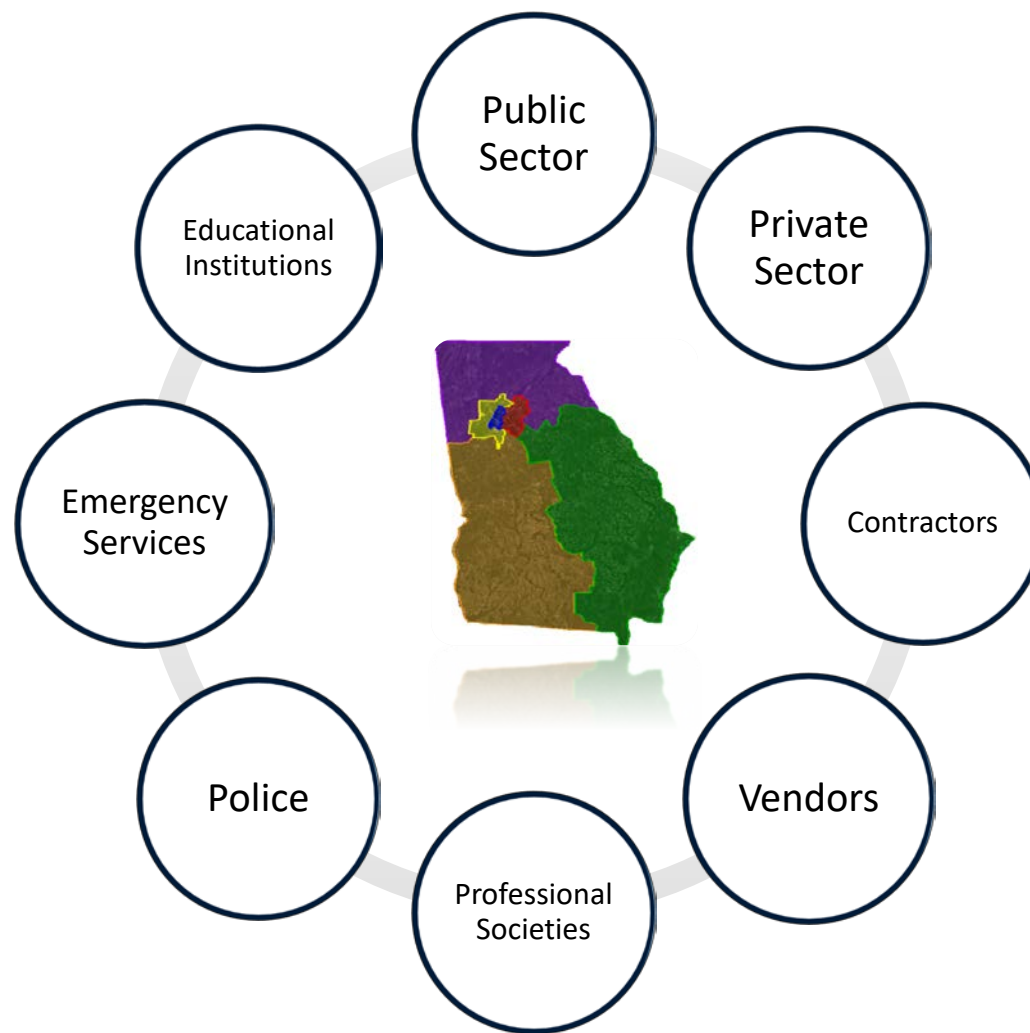 Public
Sector
Private
Sector
Contractors
Vendors
Professional
Societies
Police
Emergency
Services
Educational
Institutions